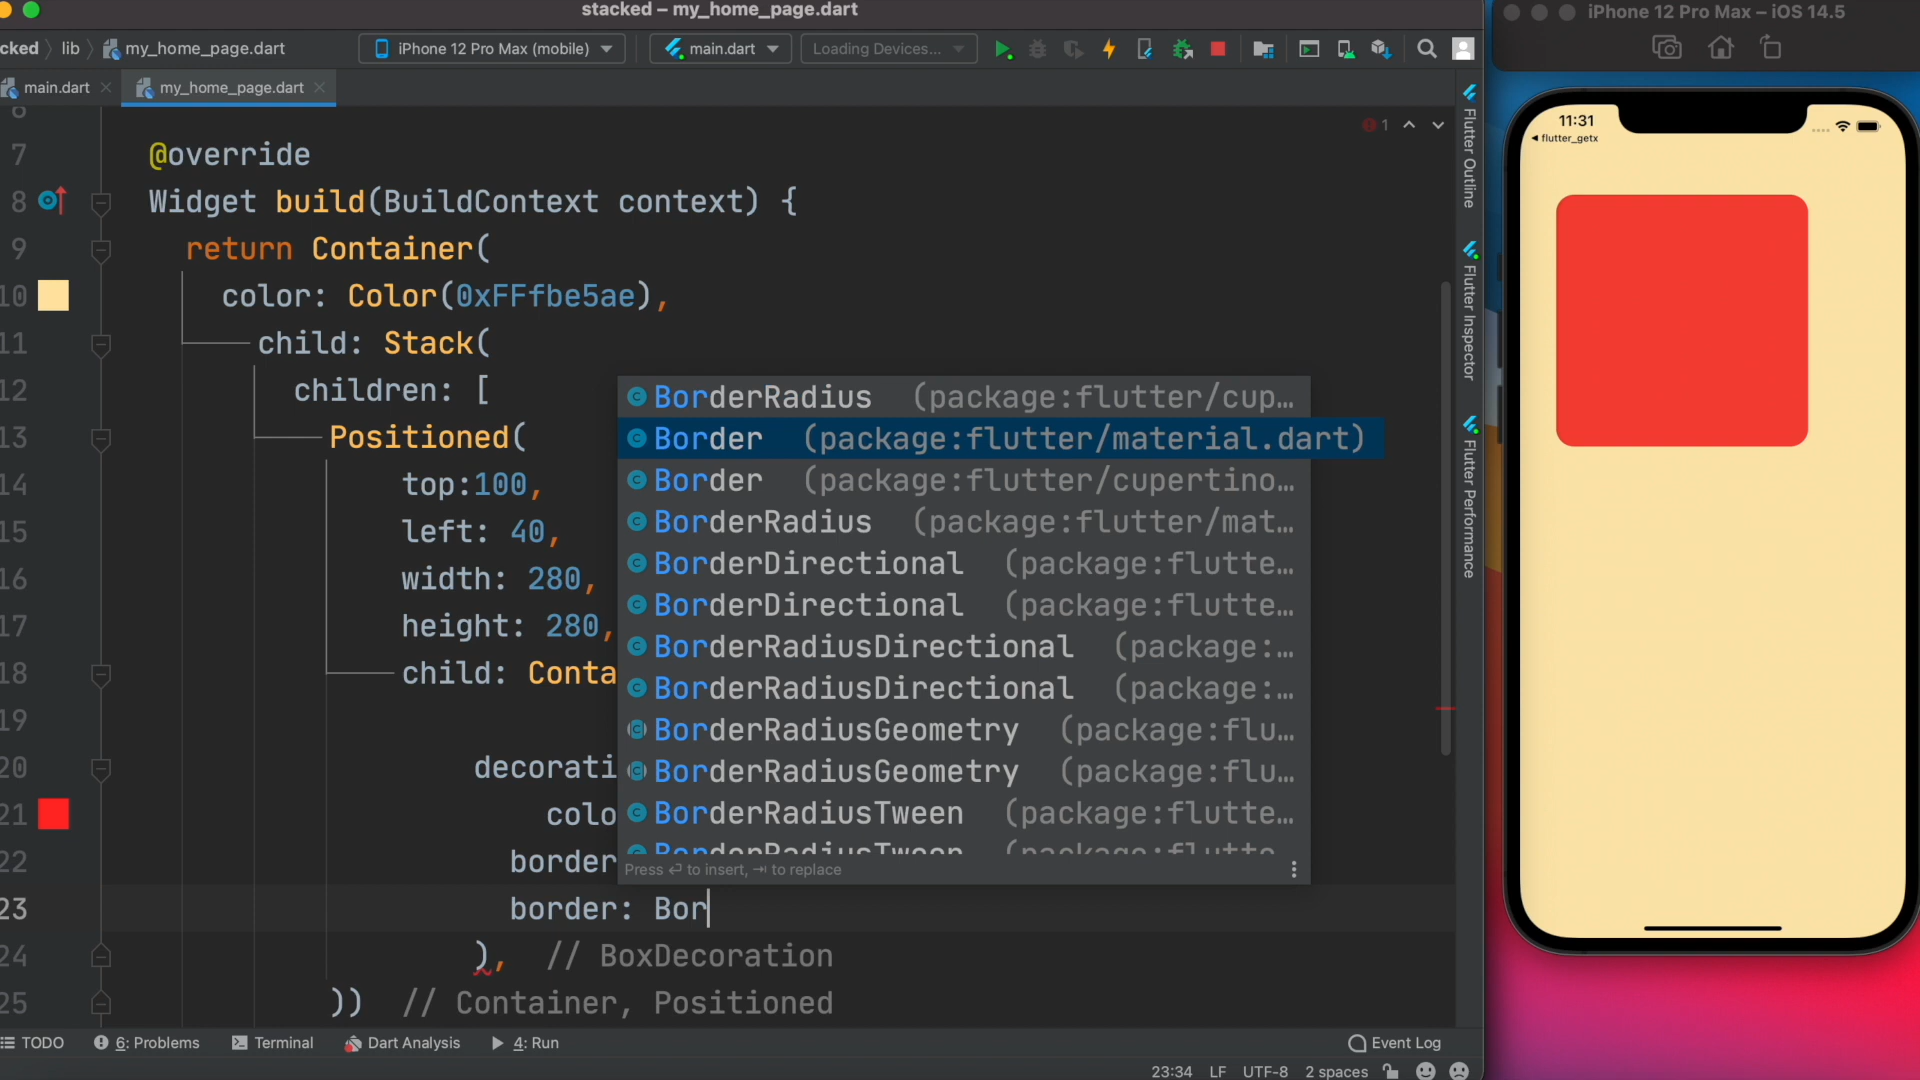 stacked – my_home_page.dart
cked lib my_home_page.dart iPhone 12 Pro Max (mobile) main.dart Loading Devices...
main.dart my_home_page.dart
1
6
7 @override
8 Widget build(BuildContext context) {
9 return Container(
10 color: Color(0xFFfbe5ae),
11 child: Stack(
12 children: [
13 Positioned(
14 top:100,
15 left: 40,
16 width: 280,
17 height: 280,
18 child: Conta
19
20 decorati
21 colo
22 border
23 border: Bor
24 ), // BoxDecoration
25 )) // Container, Positioned
BorderRadius (package:flutter/cup…
Border (package:flutter/material.dart)
Border (package:flutter/cupertino…
BorderRadius (package:flutter/mat…
BorderDirectional (package:flutte…
BorderDirectional (package:flutte…
BorderRadiusDirectional (package:…
BorderRadiusDirectional (package:…
BorderRadiusGeometry (package:flu…
BorderRadiusGeometry (package:flu…
BorderRadiusTween (package:flutte…
BorderRadiusTween (package:flutte…
Press ⏎ to insert, ⇥ to replace
Flutter Outline
Flutter Inspector
Flutter Performance
TODO 6: Problems Terminal Dart Analysis 4: Run Event Log
23:34 LF UTF-8 2 spaces
iPhone 12 Pro Max – iOS 14.5
11:31
◂ flutter_getx